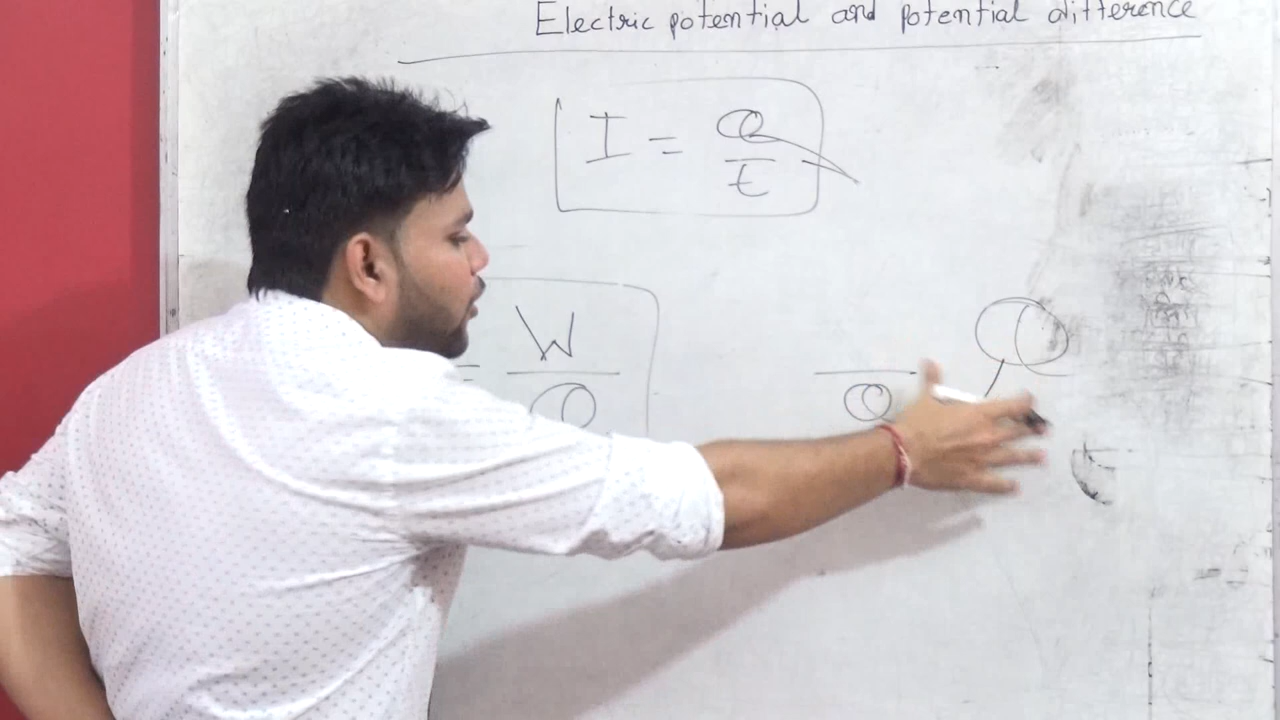 Electric potential and potential difference
I = Q
t
= W
Q
Q